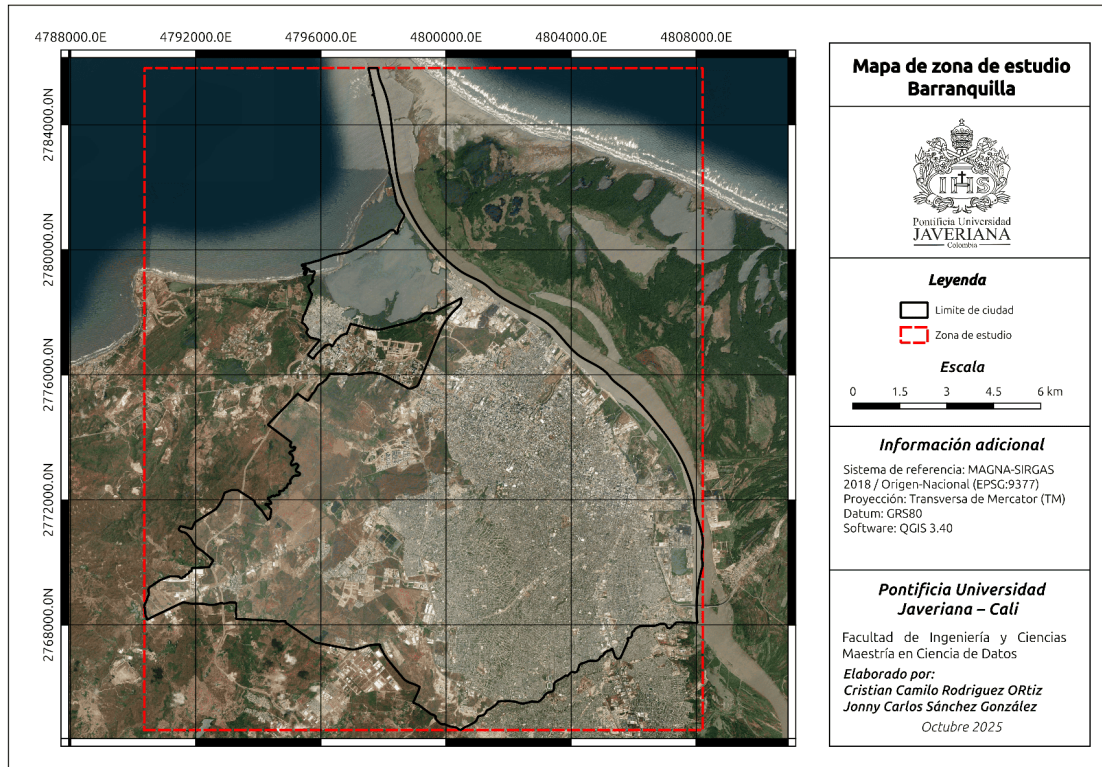 4788000.0E 4792000.0E 4796000.0E 4800000.0E 4804000.0E 4808000.0E
2784000.0N
2780000.0N
2776000.0N
2772000.0N
2768000.0N
Mapa de zona de estudio
Barranquilla
IHS
Pontificia Universidad
JAVERIANA
Colombia
Leyenda
Limite de ciudad
Zona de estudio
Escala
0 1.5 3 4.5 6 km
Información adicional
Sistema de referencia: MAGNA-SIRGAS
2018 / Origen-Nacional (EPSG:9377)
Proyección: Transversa de Mercator (TM)
Datum: GRS80
Software: QGIS 3.40
Pontificia Universidad
Javeriana – Cali
Facultad de Ingeniería y Ciencias
Maestría en Ciencia de Datos
Elaborado por:
Cristian Camilo Rodriguez ORtiz
Jonny Carlos Sánchez González
Octubre 2025